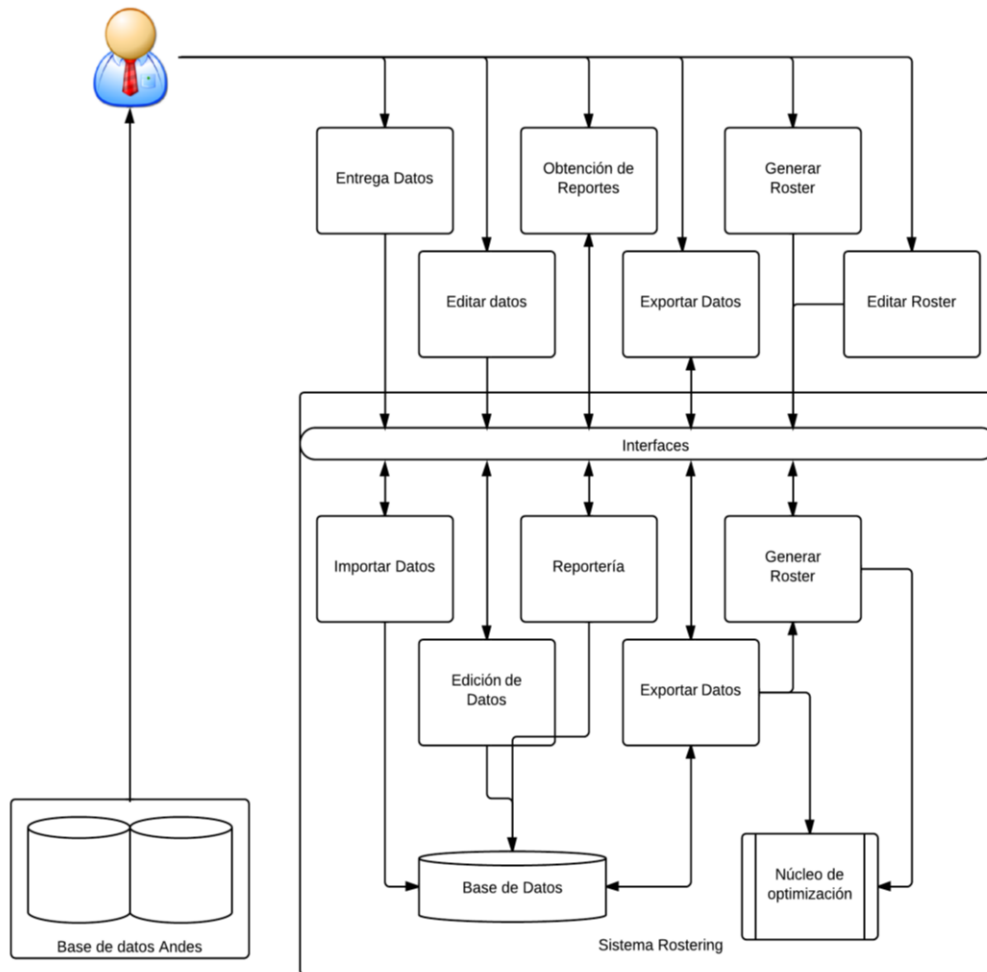 Entrega Datos
Obtención de
Reportes
Generar
Roster
Editar datos
Exportar Datos
Editar Roster
Interfaces
Importar Datos
Reportería
Generar
Roster
Edición de
Datos
Exportar Datos
Base de Datos
Núcleo de
optimización
Base de datos Andes
Sistema Rostering